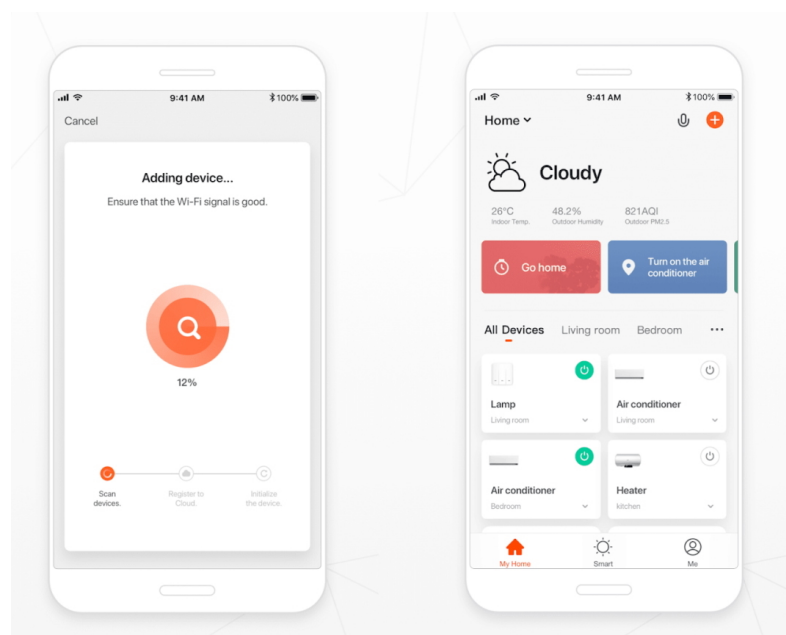 9:41 AM
100%
Cancel
Adding device...
Ensure that the Wi-Fi signal is good.
12%
Scan
devices.
Register to
Cloud.
Initialize
the device.
9:41 AM
100%
Home
Cloudy
26°C
Indoor Temp.
48.2%
Outdoor Humidity
821AQI
Outdoor PM2.5
Go home
Turn on the air
conditioner
All Devices
Living room
Bedroom
Lamp
Living room
Air conditioner
Living room
Air conditioner
Bedroom
Heater
kitchen
My Home
Smart
Me